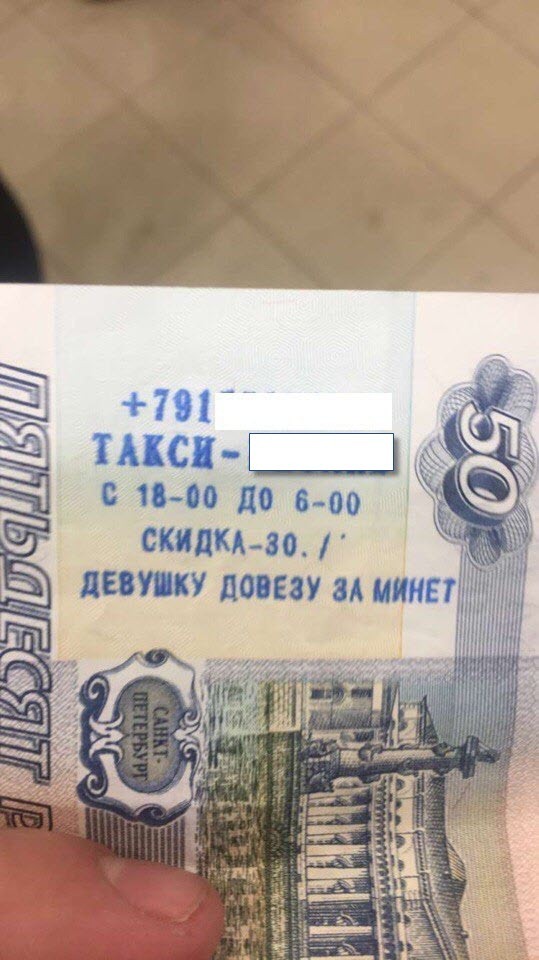 +791
ТАКСИ-
С 18-00 ДО 6-00
СКИДКА-30./
ДЕВУШКУ ДОВЕЗУ ЗА МИНЕТ
50
ПЯТЬДЕСЯТ
САНКТ-
ПЕТЕРБУРГ